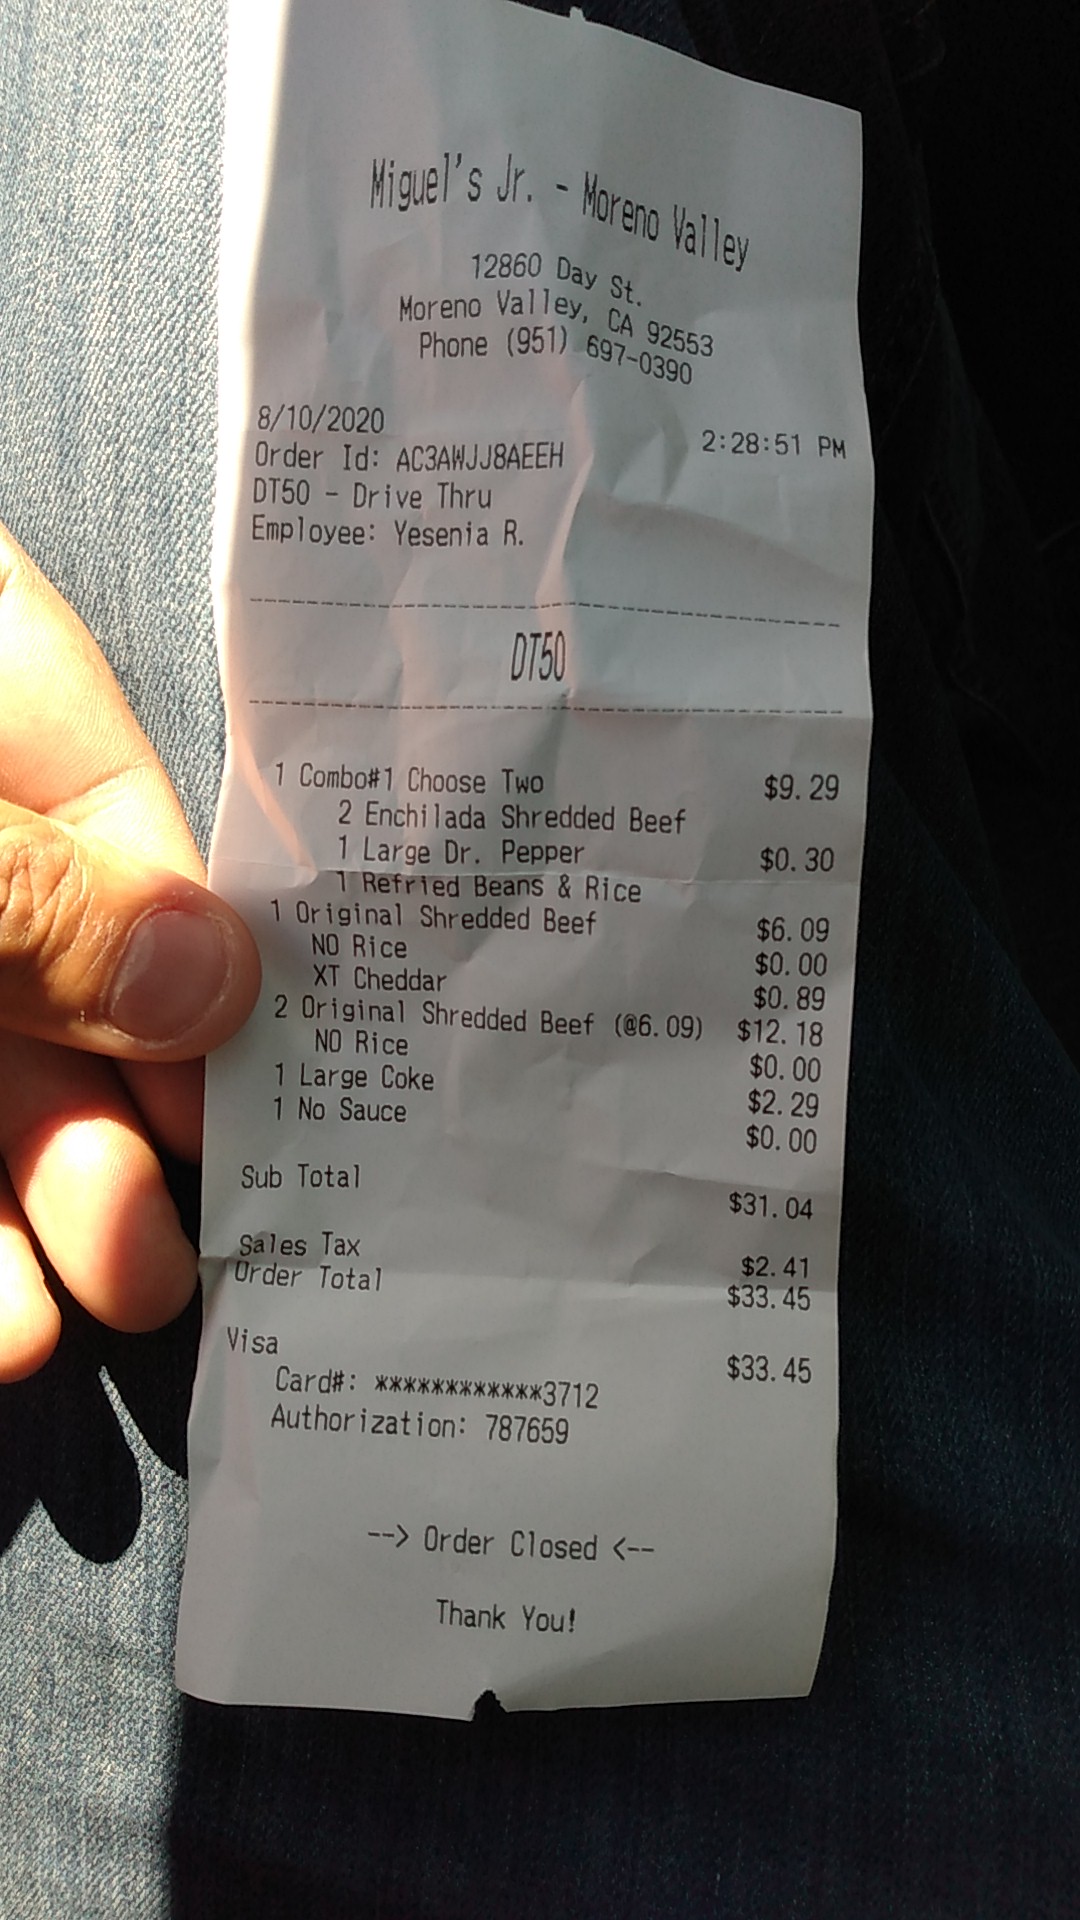 Miguel's Jr. - Moreno Valley
12860 Day St.
Moreno Valley, CA 92553
Phone (951) 697-0390
8/10/2020 2:28:51 PM
Order Id: AC3AWJJ8AEEH
DT50 - Drive Thru
Employee: Yesenia R.
DT50
1 Combo#1 Choose Two $9.29
2 Enchilada Shredded Beef
1 Large Dr. Pepper $0.30
1 Refried Beans & Rice
1 Original Shredded Beef $6.09
NO Rice $0.00
XT Cheddar $0.89
2 Original Shredded Beef (@6.09) $12.18
NO Rice $0.00
1 Large Coke $2.29
1 No Sauce $0.00
Sub Total $31.04
Sales Tax $2.41
Order Total $33.45
Visa $33.45
Card#: ************3712
Authorization: 787659
--> Order Closed <--
Thank You!